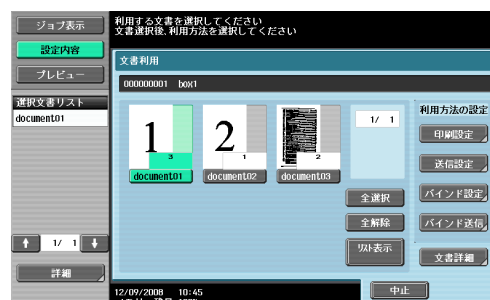 ジョブ表示
設定内容
プレビュー
選択文書リスト
document01
1/ 1
詳細
利用する文書を選択してください
文書選択後､利用方法を選択してください
文書利用
000000001 box1
1
3
document01
2
1
document02
2
document03
1/ 1
全選択
全解除
リスト表示
利用方法の設定
印刷設定
送信設定
バインド設定
バインド送信
文書詳細
12/09/2008 10:45
中止